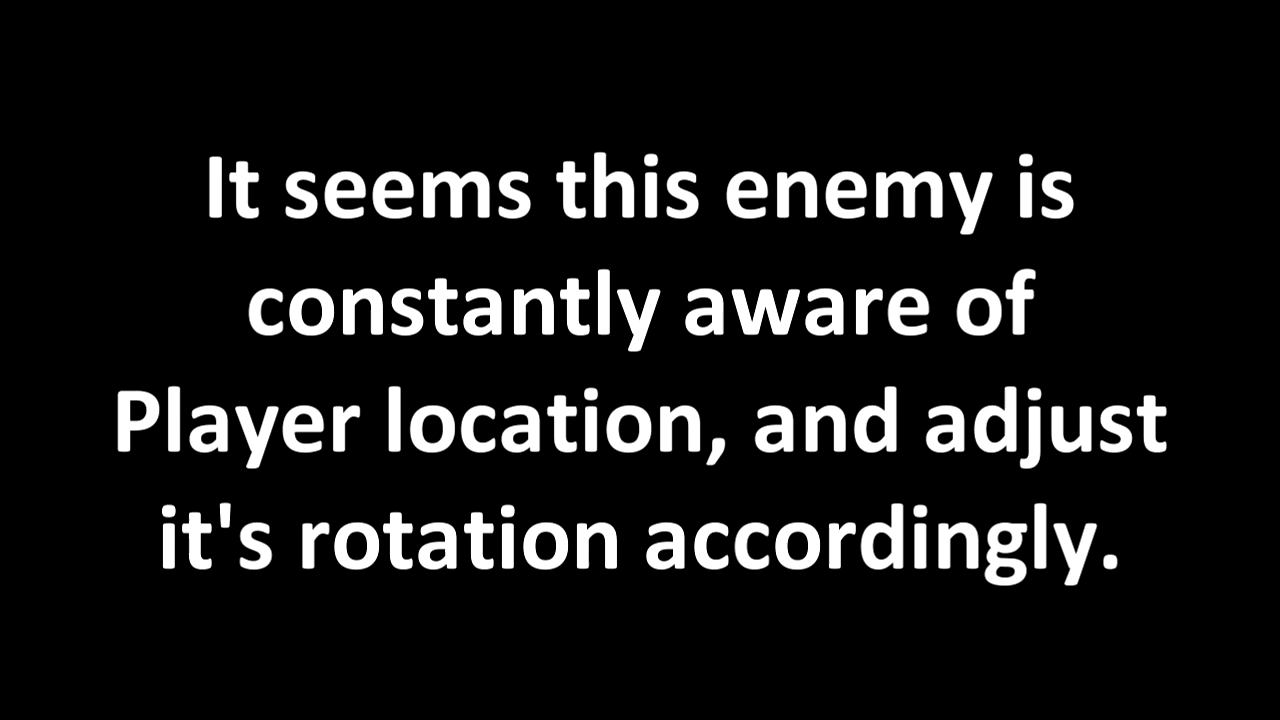 It seems this enemy is
constantly aware of
Player location, and adjust
it's rotation accordingly.